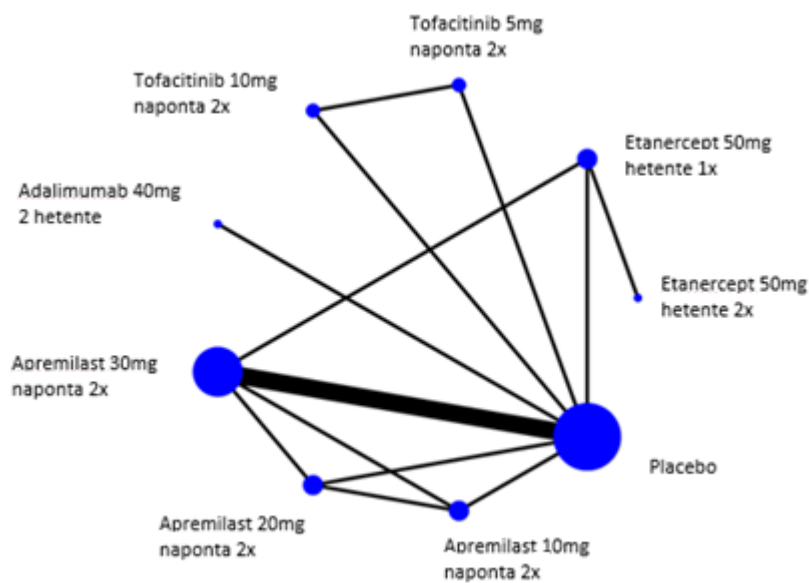 Tofacitinib 5mg
naponta 2x
Tofacitinib 10mg
naponta 2x
Etanercept 50mg
hetente 1x
Adalimumab 40mg
2 hetente
Etanercept 50mg
hetente 2x
Apremilast 30mg
naponta 2x
Placebo
Apremilast 20mg
naponta 2x
Apremilast 10mg
naponta 2x